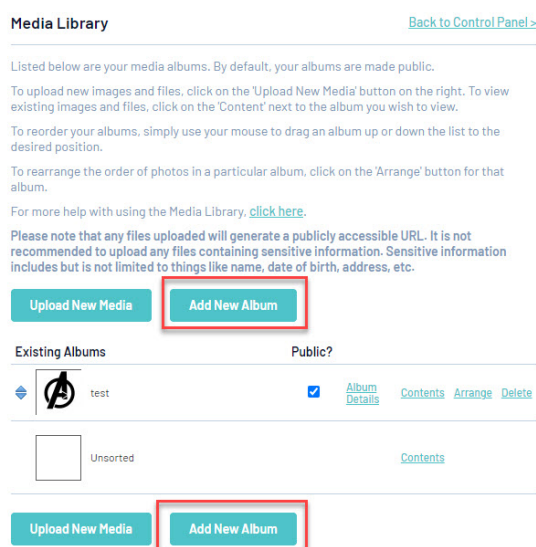 Media Library
Back to Control Panel >
Listed below are your media albums. By default, your albums are made public.
To upload new images and files, click on the 'Upload New Media' button on the right. To view
existing images and files, click on the 'Content' next to the album you wish to view.
To reorder your albums, simply use your mouse to drag an album up or down the list to the
desired position.
To rearrange the order of photos in a particular album, click on the 'Arrange' button for that
album.
For more help with using the Media Library, click here.
Please note that any files uploaded will generate a publicly accessible URL. It is not
recommended to upload any files containing sensitive information. Sensitive information
includes but is not limited to things like name, date of birth, address, etc.
Upload New Media
Add New Album
Existing Albums
Public?
test
Album
Details
Contents
Arrange
Delete
Unsorted
Contents
Upload New Media
Add New Album